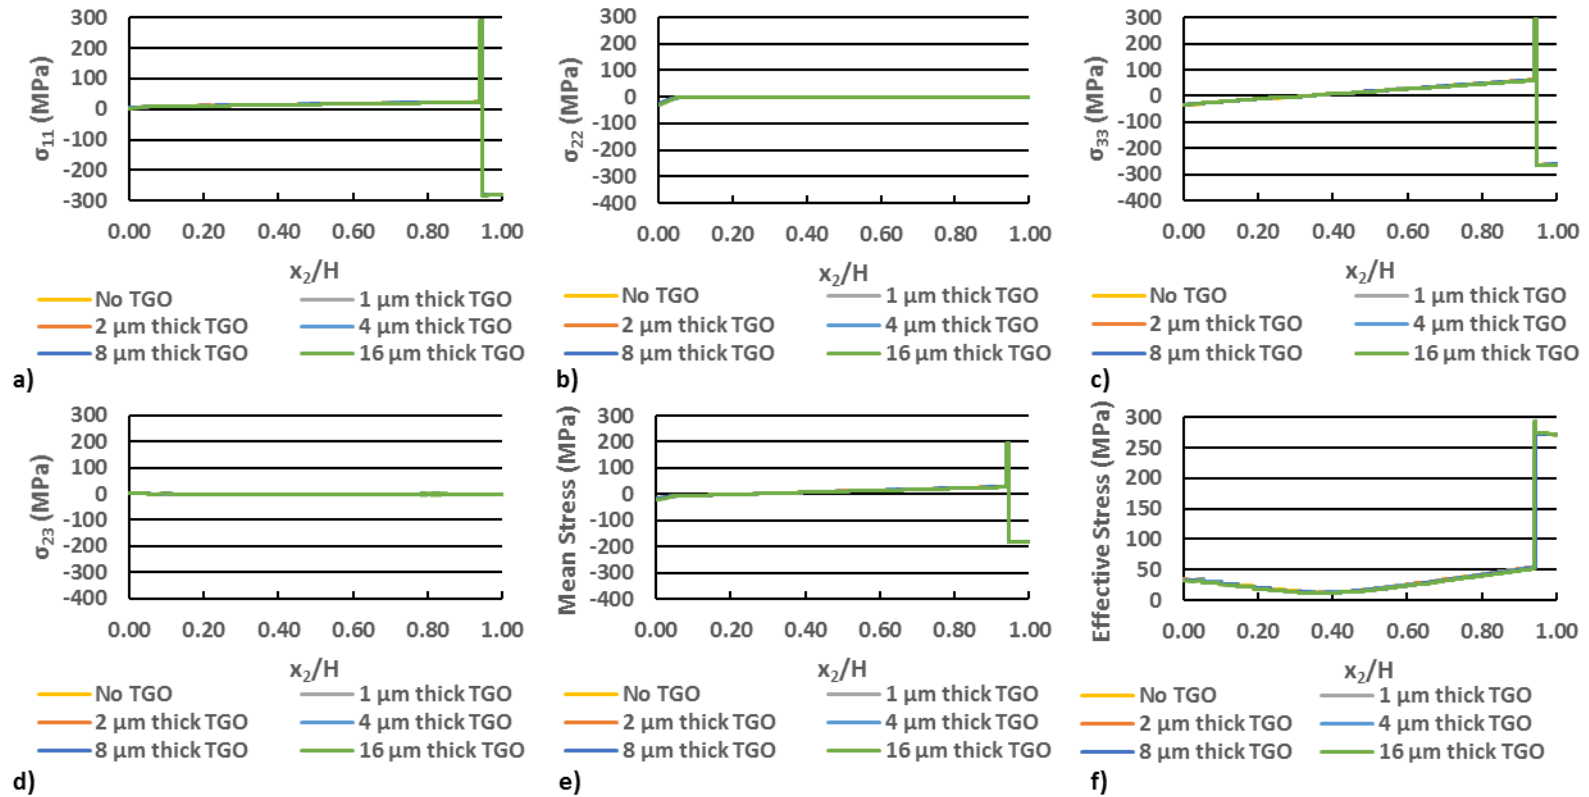 300
200
100
0
-100
-200
-300
σ11 (MPa)
0.00 0.20 0.40 0.60 0.80 1.00
x2/H
No TGO 1 μm thick TGO
2 μm thick TGO 4 μm thick TGO
8 μm thick TGO 16 μm thick TGO
a)
300
200
100
0
-100
-200
-300
-400
σ22 (MPa)
0.00 0.20 0.40 0.60 0.80 1.00
x2/H
No TGO 1 μm thick TGO
2 μm thick TGO 4 μm thick TGO
8 μm thick TGO 16 μm thick TGO
b)
300
200
100
0
-100
-200
-300
-400
σ33 (MPa)
0.00 0.20 0.40 0.60 0.80 1.00
x2/H
No TGO 1 μm thick TGO
2 μm thick TGO 4 μm thick TGO
8 μm thick TGO 16 μm thick TGO
c)
300
200
100
0
-100
-200
-300
-400
σ23 (MPa)
0.00 0.20 0.40 0.60 0.80 1.00
x2/H
No TGO 1 μm thick TGO
2 μm thick TGO 4 μm thick TGO
8 μm thick TGO 16 μm thick TGO
d)
300
200
100
0
-100
-200
-300
-400
Mean Stress (MPa)
0.00 0.20 0.40 0.60 0.80 1.00
x2/H
No TGO 1 μm thick TGO
2 μm thick TGO 4 μm thick TGO
8 μm thick TGO 16 μm thick TGO
e)
300
250
200
150
100
50
0
Effective Stress (MPa)
0.00 0.20 0.40 0.60 0.80 1.00
x2/H
No TGO 1 μm thick TGO
2 μm thick TGO 4 μm thick TGO
8 μm thick TGO 16 μm thick TGO
f)